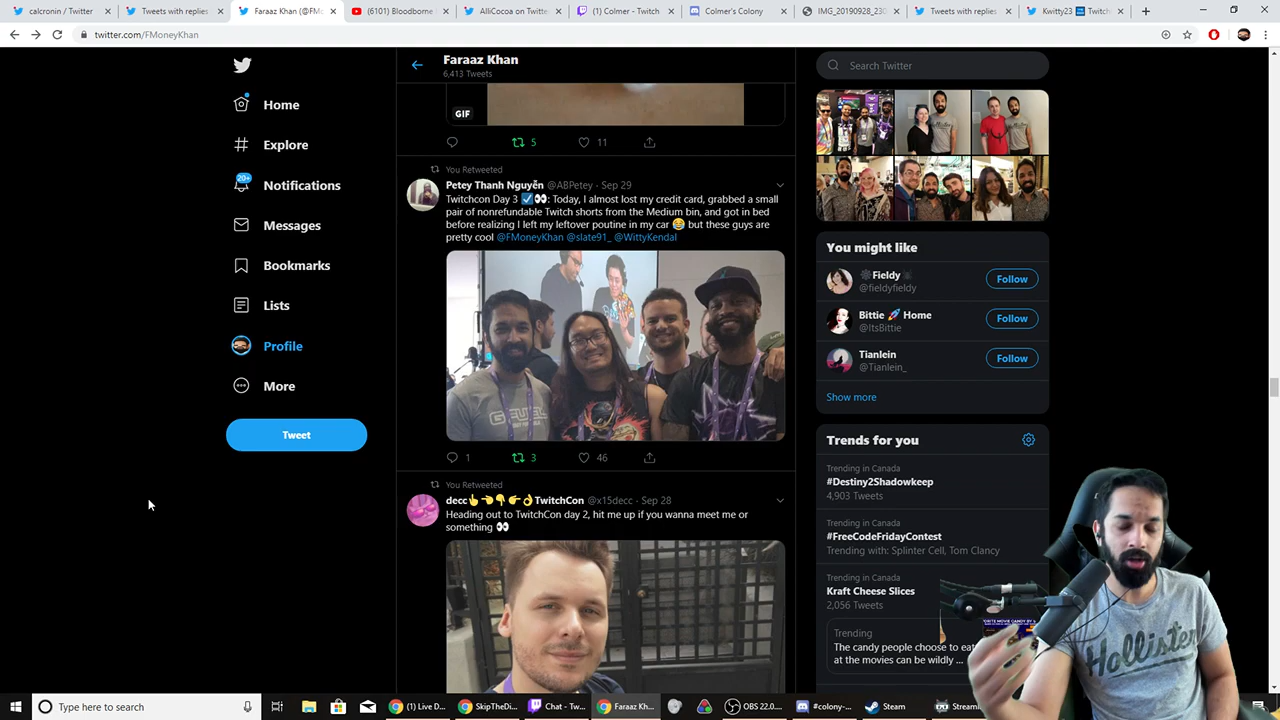 calcronin / Twitter
Tweets with replies
Faraaz Khan (@FMo
(6101) Bloodborne
AlliCocoa on Twitte
(1) Colmer - Twitch
Colmer's Colony
IMG_20190928_230
Tweets with replies
Kwitty23 Twitch
twitter.com/FMoneyKhan
Home
Explore
20+
Notifications
Messages
Bookmarks
Lists
Profile
More
Tweet
Faraaz Khan
6,413 Tweets
GIF
5
11
You Retweeted
Petey Thanh Nguyễn @ABPetey · Sep 29
Twitchcon Day 3 ☑️👀: Today, I almost lost my credit card, grabbed a small
pair of nonrefundable Twitch shorts from the Medium bin, and got in bed
before realizing I left my leftover poutine in my car 😂 but these guys are
pretty cool @FMoneyKhan @slate91_ @WittyKendal
GFUEL
1
3
46
You Retweeted
decc👆👈👇👉👌TwitchCon @x15decc · Sep 28
Heading out to TwitchCon day 2, hit me up if you wanna meet me or
something 👀
Search Twitter
You might like
Fieldy
@fieldyfieldy
Follow
Bittie 🚀 Home
@ItsBittie
Follow
Tianlein
@Tianlein_
Follow
Show more
Trends for you
Trending in Canada
#Destiny2Shadowkeep
4,903 Tweets
Trending in Canada
#FreeCodeFridayContest
Trending with: Splinter Cell, Tom Clancy
Trending in Canada
Kraft Cheese Slices
2,056 Tweets
Trending
The candy people choose to eat
at the movies can be wildly ...
Hollister
Type here to search
(1) Live D...
SkipTheDi...
Chat - Tw...
Faraaz Kh...
OBS 22.0....
#colony-...
Steam
Streaml